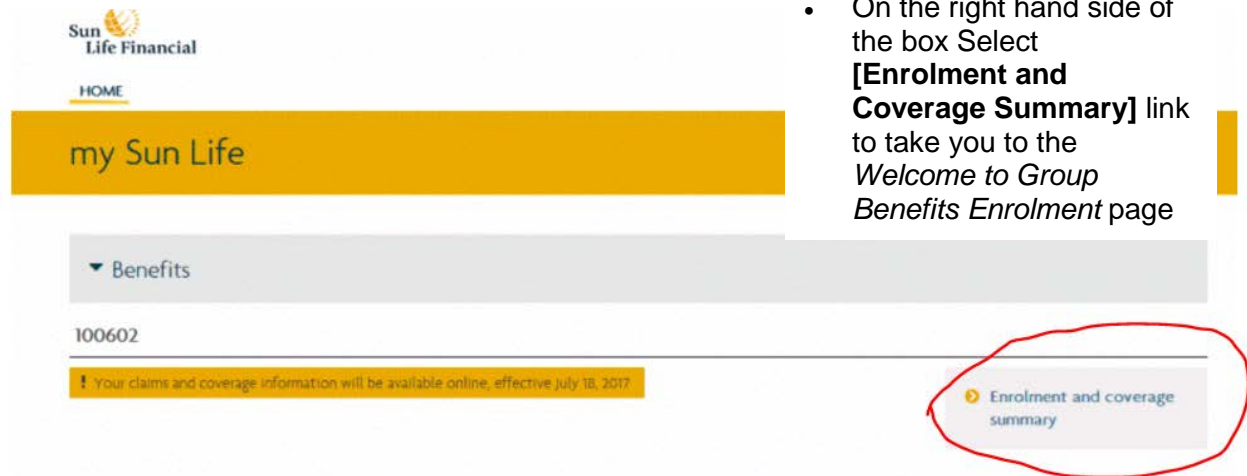 Sun
Life Financial
HOME
my Sun Life
• On the right hand side of
the box Select
[Enrolment and
Coverage Summary] link
to take you to the
Welcome to Group
Benefits Enrolment page
Benefits
100602
! Your claims and coverage information will be available online, effective July 18, 2017
Enrolment and coverage
summary